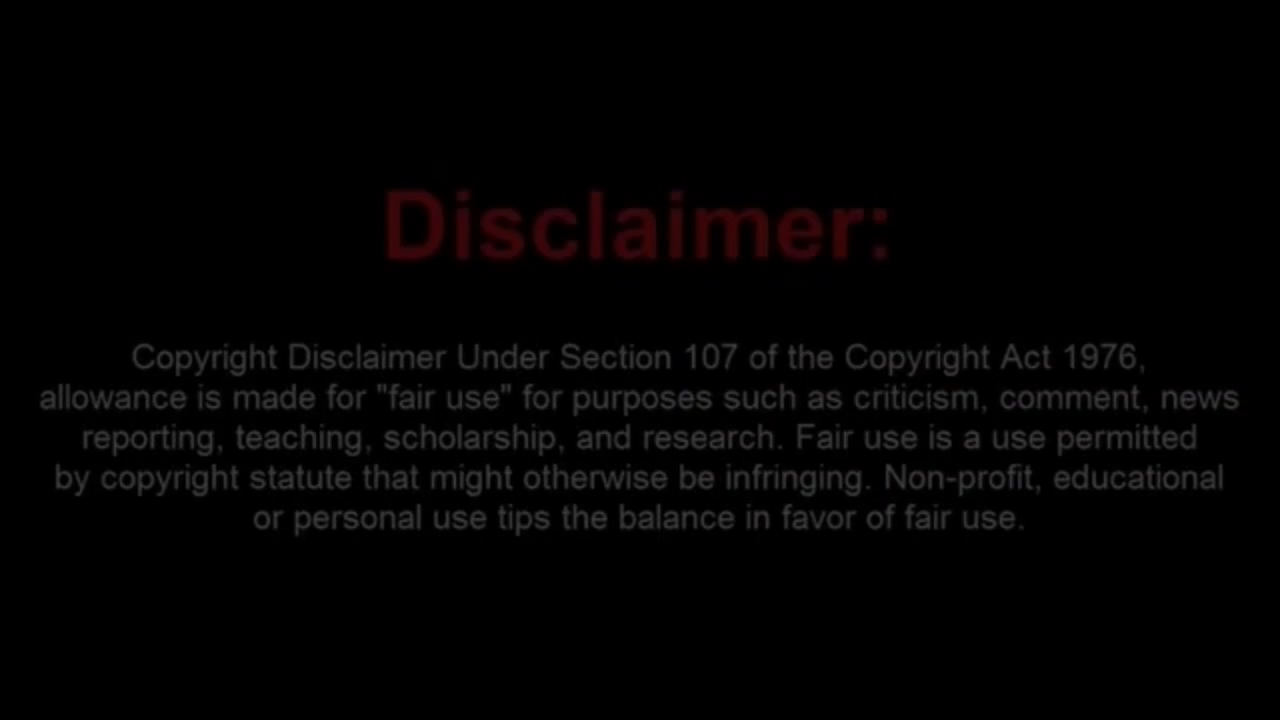 Disclaimer:
Copyright Disclaimer Under Section 107 of the Copyright Act 1976,
allowance is made for "fair use" for purposes such as criticism, comment, news
reporting, teaching, scholarship, and research. Fair use is a use permitted
by copyright statute that might otherwise be infringing. Non-profit, educational
or personal use tips the balance in favor of fair use.